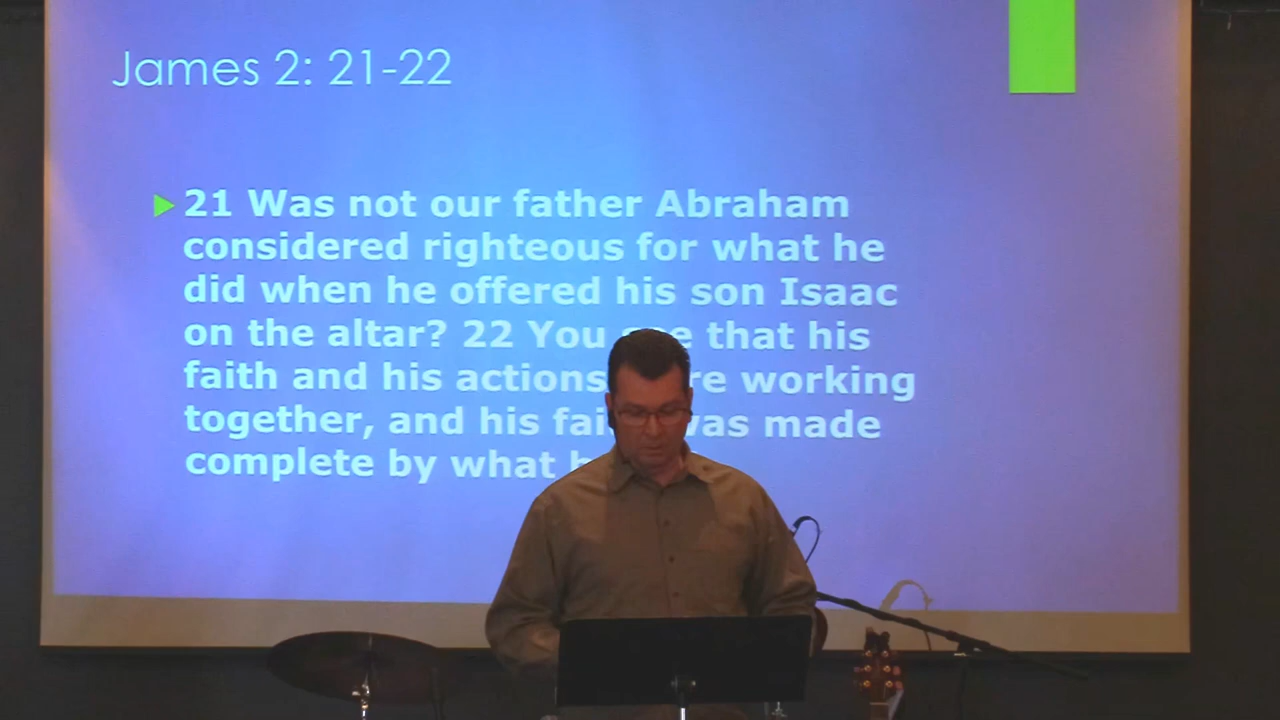 James 2: 21-22
21 Was not our father Abraham
considered righteous for what he
did when he offered his son Isaac
on the altar? 22 You see that his
faith and his actions working
together, and his was made
complete by what